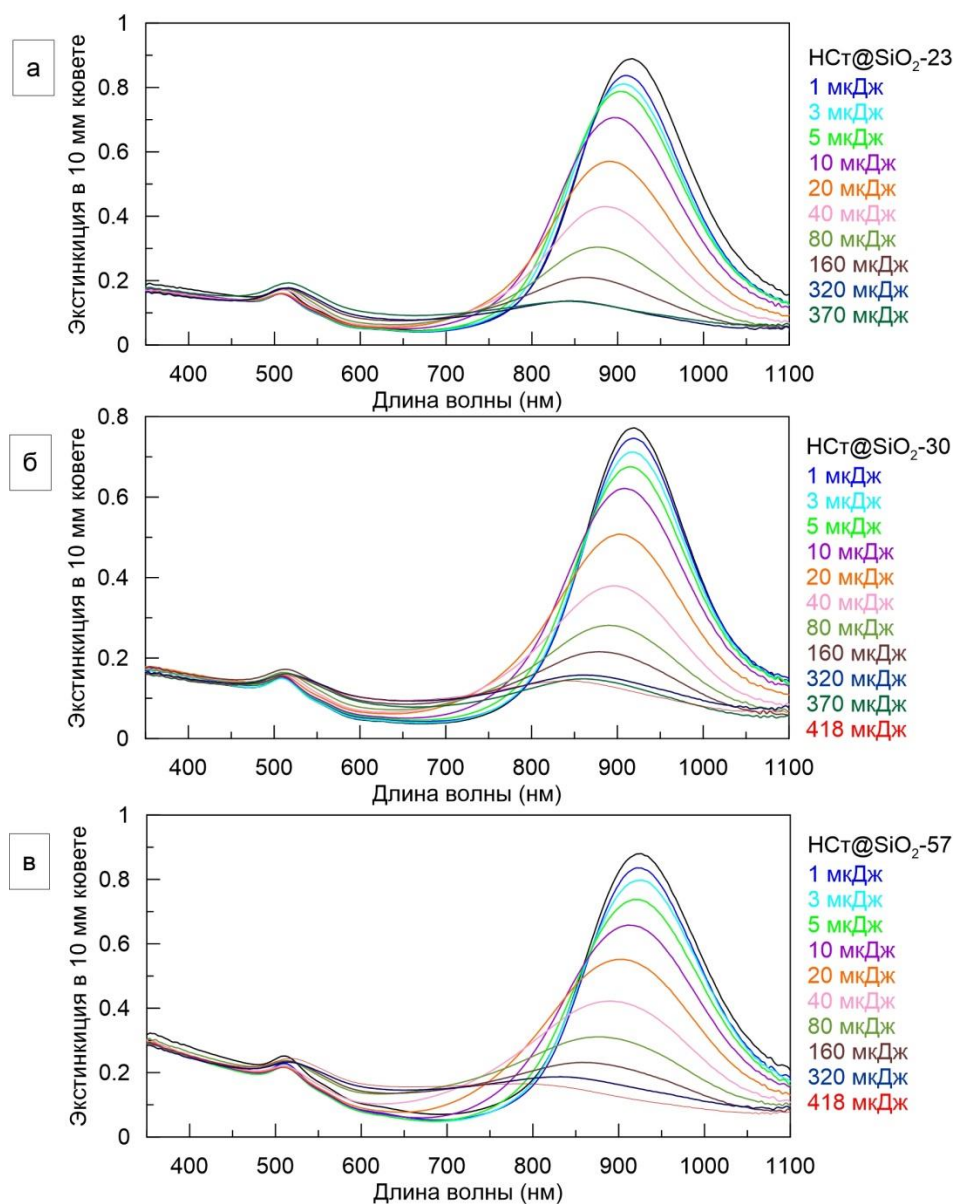 а
Экстинкиция в 10 мм кювете
1
0.8
0.6
0.4
0.2
0
400 500 600 700 800 900 1000 1100
Длина волны (нм)
НСт@SiO₂-23
1 мкДж
3 мкДж
5 мкДж
10 мкДж
20 мкДж
40 мкДж
80 мкДж
160 мкДж
320 мкДж
370 мкДж
б
Экстинкиция в 10 мм кювете
0.8
0.6
0.4
0.2
0
400 500 600 700 800 900 1000 1100
Длина волны (нм)
НСт@SiO₂-30
1 мкДж
3 мкДж
5 мкДж
10 мкДж
20 мкДж
40 мкДж
80 мкДж
160 мкДж
320 мкДж
370 мкДж
418 мкДж
в
Экстинкиция в 10 мм кювете
1
0.8
0.6
0.4
0.2
0
400 500 600 700 800 900 1000 1100
Длина волны (нм)
НСт@SiO₂-57
1 мкДж
3 мкДж
5 мкДж
10 мкДж
20 мкДж
40 мкДж
80 мкДж
160 мкДж
320 мкДж
418 мкДж